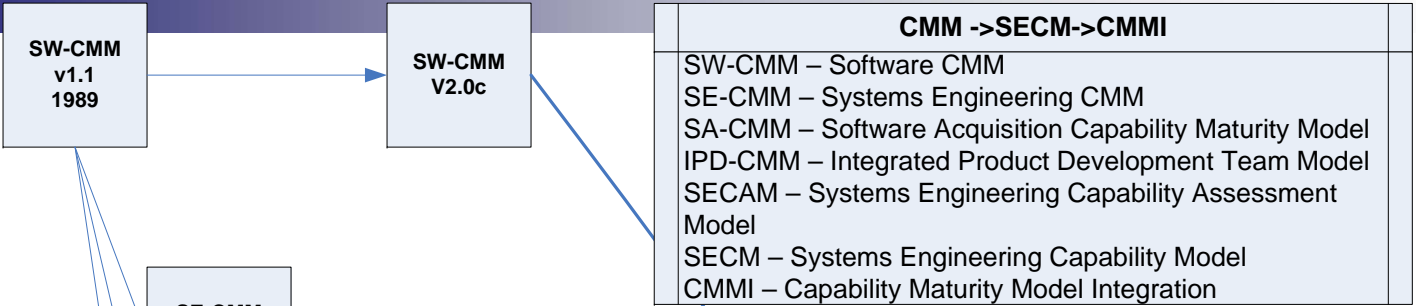 SW-CMM
v1.1
1989
SW-CMM
V2.0c
CMM ->SECM->CMMI
SW-CMM – Software CMM
SE-CMM – Systems Engineering CMM
SA-CMM – Software Acquisition Capability Maturity Model
IPD-CMM – Integrated Product Development Team Model
SECAM – Systems Engineering Capability Assessment
Model
SECM – Systems Engineering Capability Model
CMMI – Capability Maturity Model Integration
SE-CMM